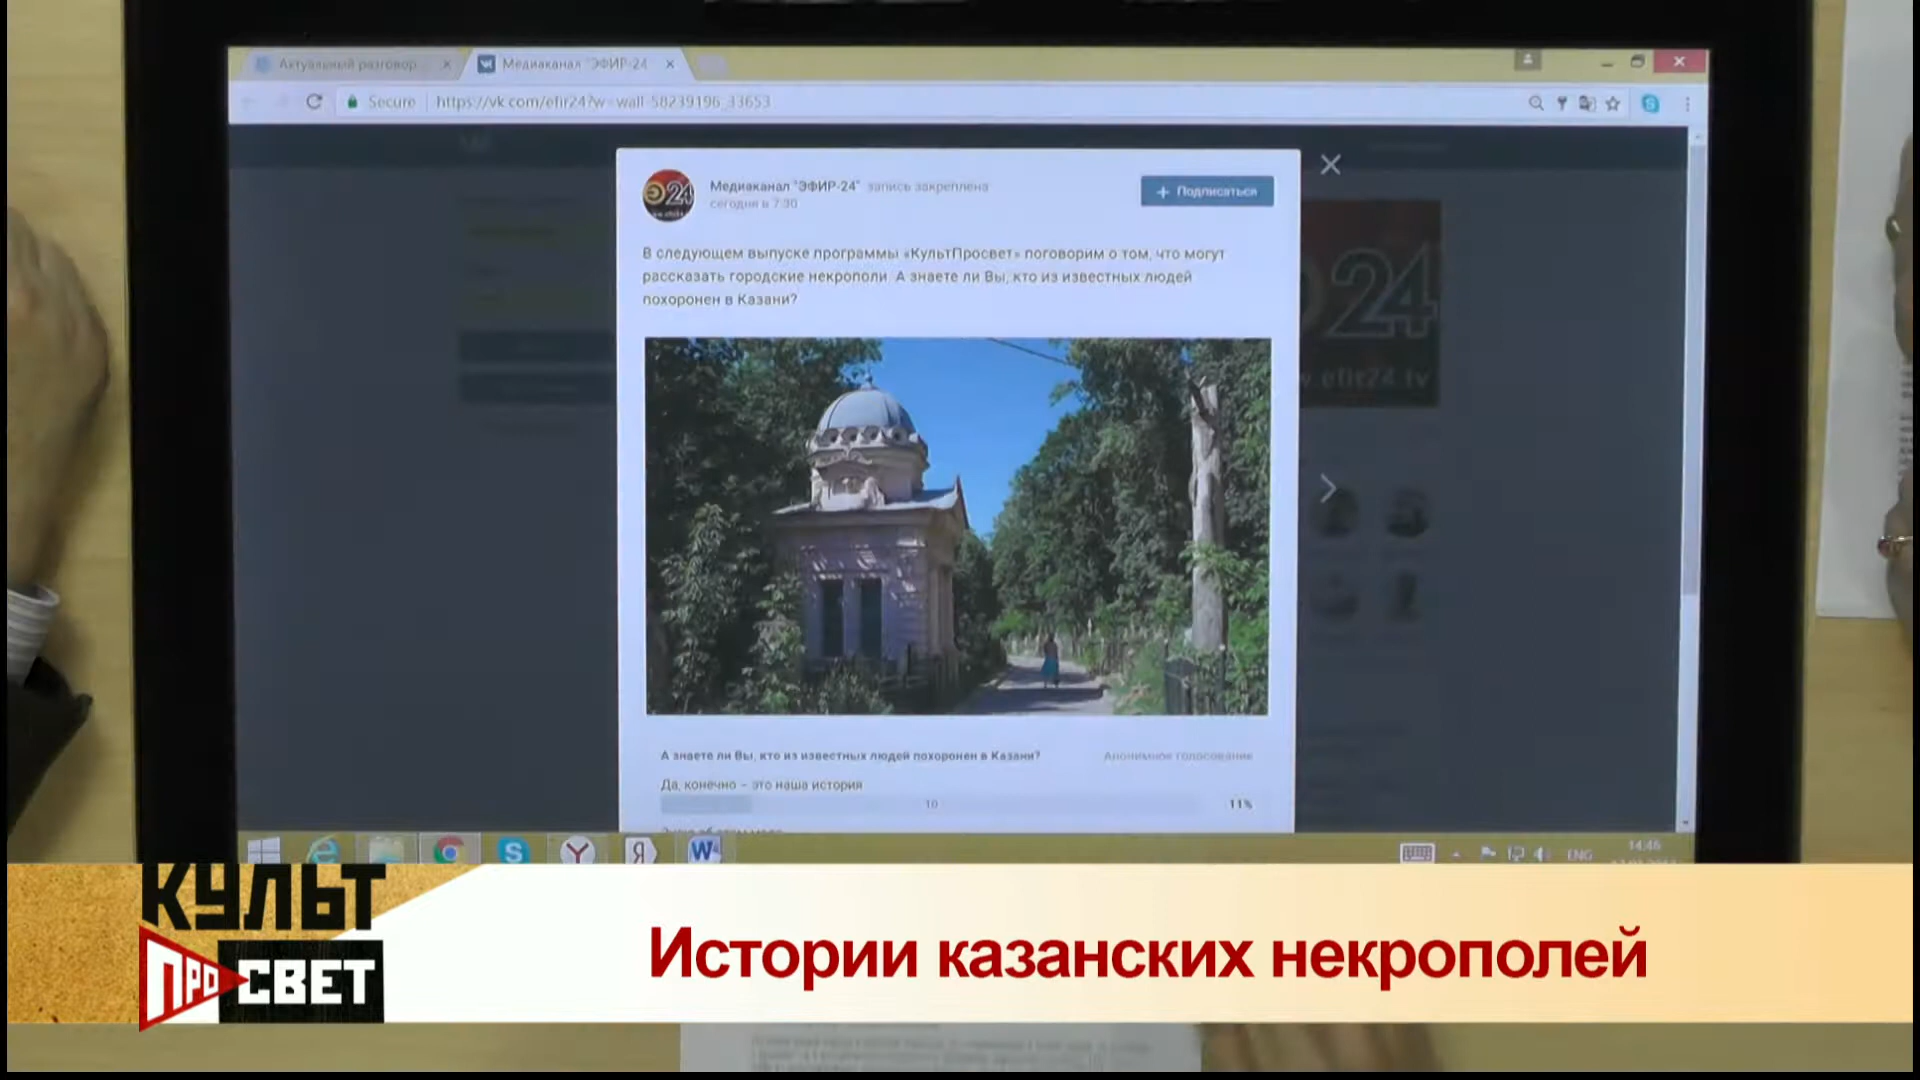 Актуальный разговор
Медиаканал "ЭФИР-24
Secure
https://vk.com/efir24?w=wall-58239196_33653
Медиаканал "ЭФИР-24" запись закреплена
сегодня в 7:30
+ Подписаться
В следующем выпуске программы «КультПросвет» поговорим о том, что могут
рассказать городские некрополи. А знаете ли Вы, кто из известных людей
похоронен в Казани?
24
w.efir24.tv
А знаете ли Вы, кто из известных людей похоронен в Казани?
Анонимное голосование
Да, конечно – это наша история
10
11%
ENG
14:46
КУЛЬТ
ПРО
СВЕТ
Истории казанских некрополей